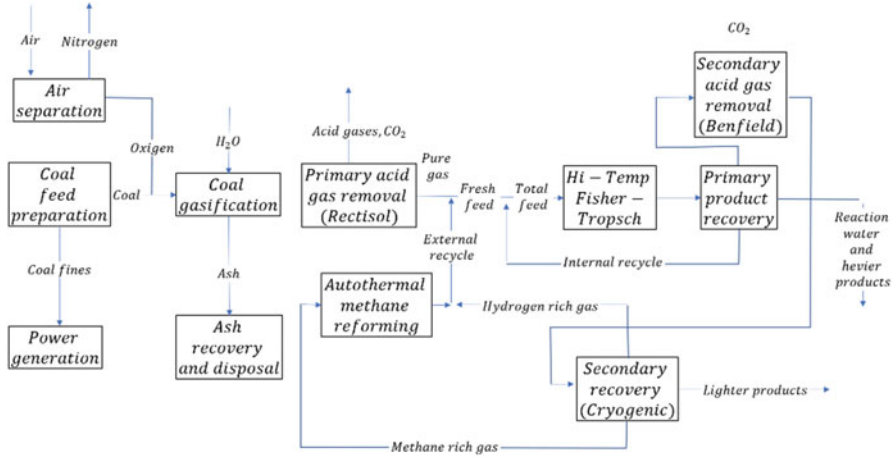 Air
Nitrogen
CO₂
Air
separation
Secondary
acid gas
removal
(Benfield)
H₂O
Acid gases, CO₂
Oxigen
Coal
feed
preparation
Coal
Coal
gasification
Primary acid
gas removal
(Rectisol)
Pure
gas
Fresh
feed
Total
feed
Hi – Temp
Fisher –
Tropsch
Primary
product
recovery
Reaction
water
and
hevier
products
External
recycle
Internal recycle
Coal fines
Ash
Autothermal
methane
reforming
Hydrogen rich gas
Power
generation
Ash
recovery
and disposal
Secondary
recovery
(Cryogenic)
Lighter products
Methane rich gas